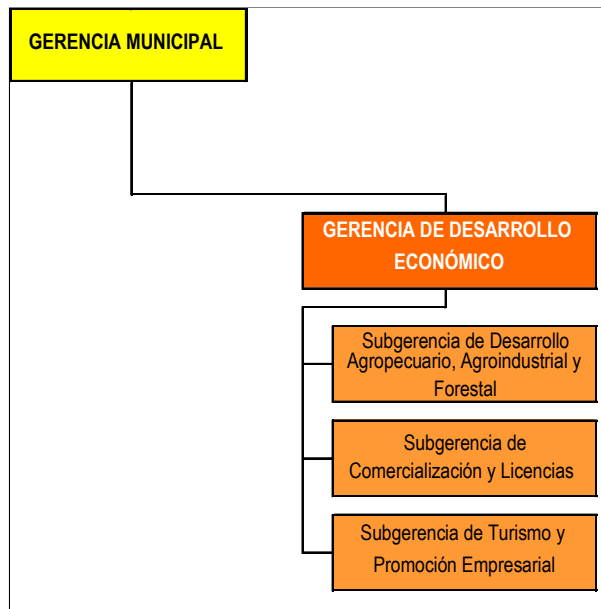 GERENCIA MUNICIPAL
GERENCIA DE DESARROLLO
ECONÓMICO
Subgerencia de Desarrollo
Agropecuario, Agroindustrial y
Forestal
Subgerencia de
Comercialización y Licencias
Subgerencia de Turismo y
Promoción Empresarial